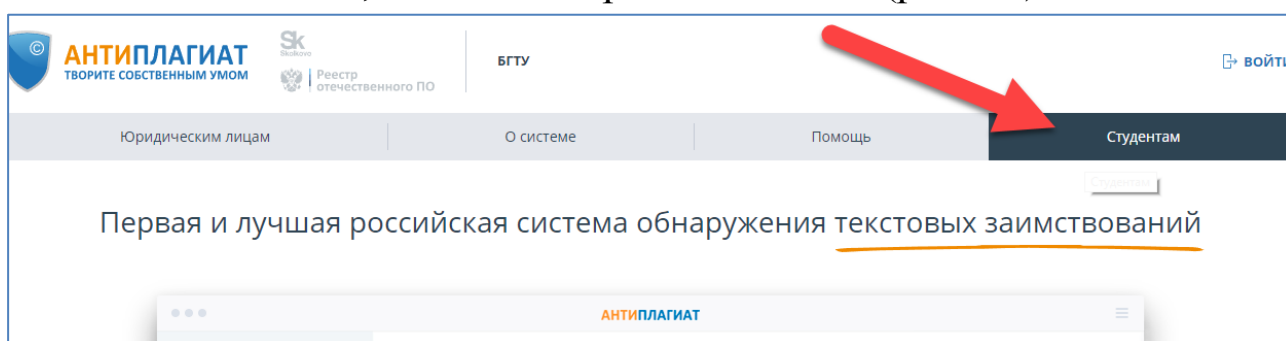 ©
АНТИПЛАГИАТ
ТВОРИТЕ СОБСТВЕННЫМ УМОМ
Sk
Skolkovo
Реестр
отечественного ПО
БГТУ
ВОЙТИ
Юридическим лицам
О системе
Помощь
Студентам
Студентам
Первая и лучшая российская система обнаружения текстовых заимствований
АНТИПЛАГИАТ